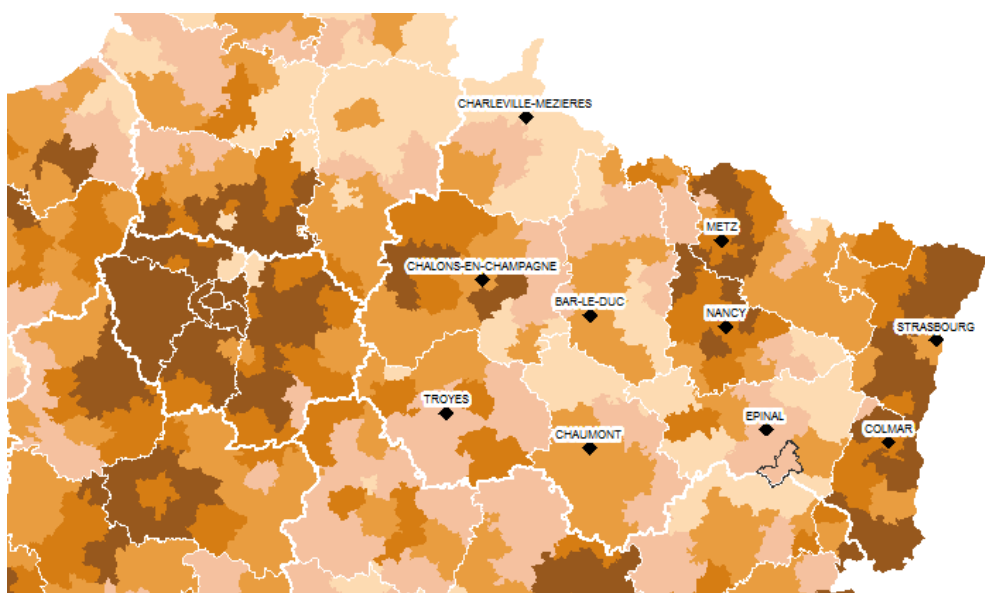 CHARLEVILLE-MEZIERES
METZ
CHALONS-EN-CHAMPAGNE
BAR-LE-DUC
NANCY
STRASBOURG
TROYES
EPINAL
COLMAR
CHAUMONT